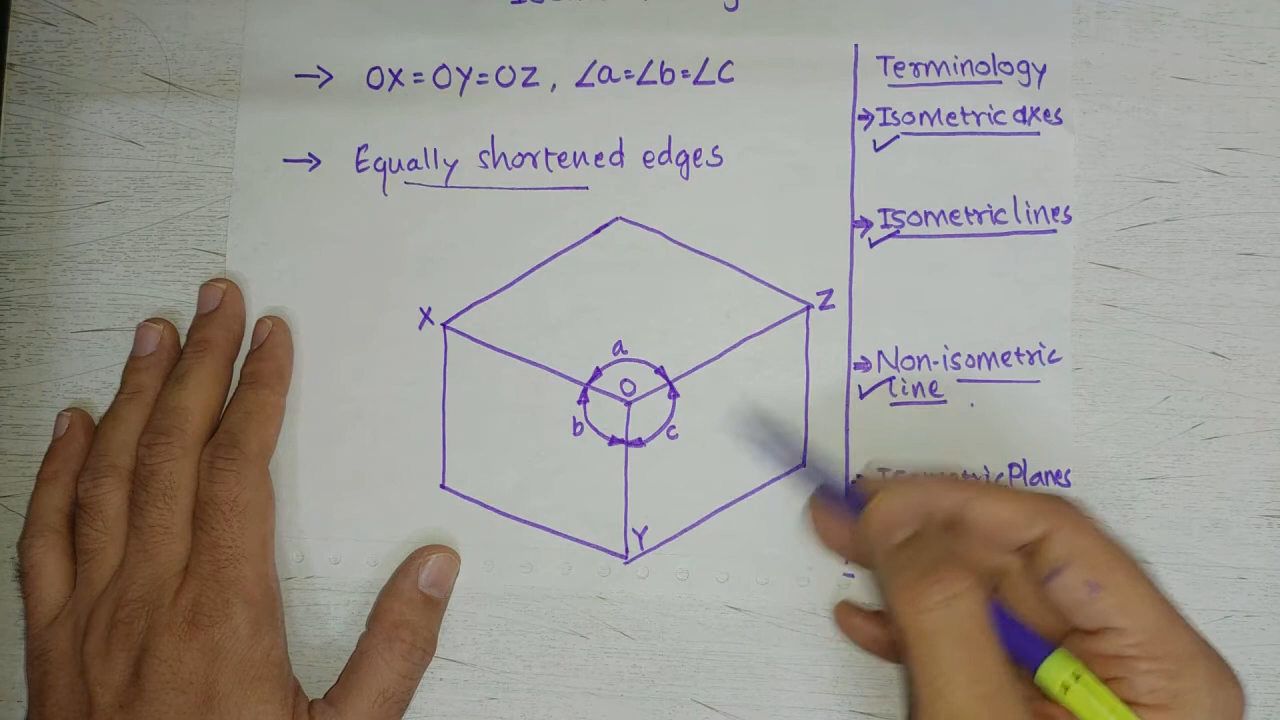 → OX=OY=OZ, ∠a=∠b=∠C
→ Equally shortened edges
X
Z
a
O
b
c
Y
Terminology
→ Isometric axes
→ Isometric lines
→ Non-isometric
line
Planes